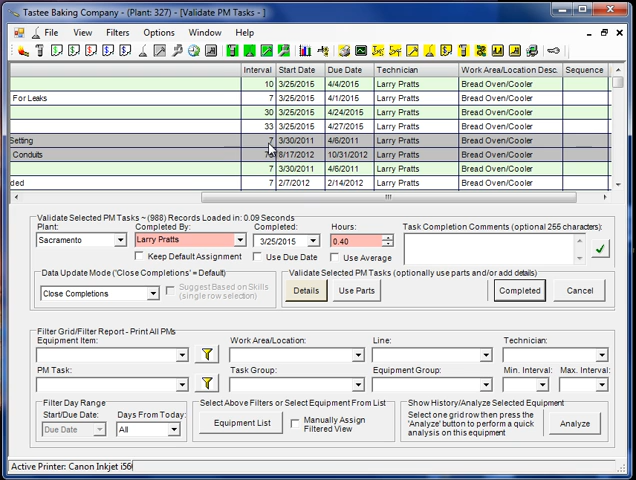 Tastee Baking Company - (Plant: 327) - [Validate PM Tasks - ]
File View Filters Options Window Help
Interval Start Date Due Date Technician Work Area/Location Desc. Sequence
10 3/25/2015 4/4/2015 Larry Pratts Bread Oven/Cooler
For Leaks 7 3/25/2015 4/1/2015 Larry Pratts Bread Oven/Cooler
30 3/25/2015 4/24/2015 Larry Pratts Bread Oven/Cooler
33 3/25/2015 4/27/2015 Larry Pratts Bread Oven/Cooler
Setting 7 3/30/2011 4/6/2011 Larry Pratts Bread Oven/Cooler
Conduits 8/17/2012 10/31/2012 Larry Pratts Bread Oven/Cooler
7 3/30/2011 4/6/2011 Larry Pratts Bread Oven/Cooler
ded 7 2/7/2012 2/14/2012 Larry Pratts Bread Oven/Cooler
Validate Selected PM Tasks ~ (988) Records Loaded in: 0.09 Seconds
Plant: Completed By: Completed: Hours: Task Completion Comments (optional 255 characters):
Sacramento Larry Pratts 3/25/2015 0.40
Keep Default Assignment Use Due Date Use Average
Data Update Mode ('Close Completions' = Default) Validate Selected PM Tasks (optionally use parts and/or add details)
Close Completions Suggest Based on Skills (single row selection) Details Use Parts Completed Cancel
Filter Grid/Filter Report - Print All PMs
Equipment Item: Work Area/Location: Line: Technician:
PM Task: Task Group: Equipment Group: Min. Interval: Max. Interval:
Filter Day Range Select Above Filters or Select Equipment From List Show History/Analyze Selected Equipment
Start/Due Date: Days From Today: Equipment List Manually Assign Filtered View Select one grid row then press the 'Analyze' button to perform a quick analysis on this equipment Analyze
Due Date All
Active Printer: Canon Inkjet i56